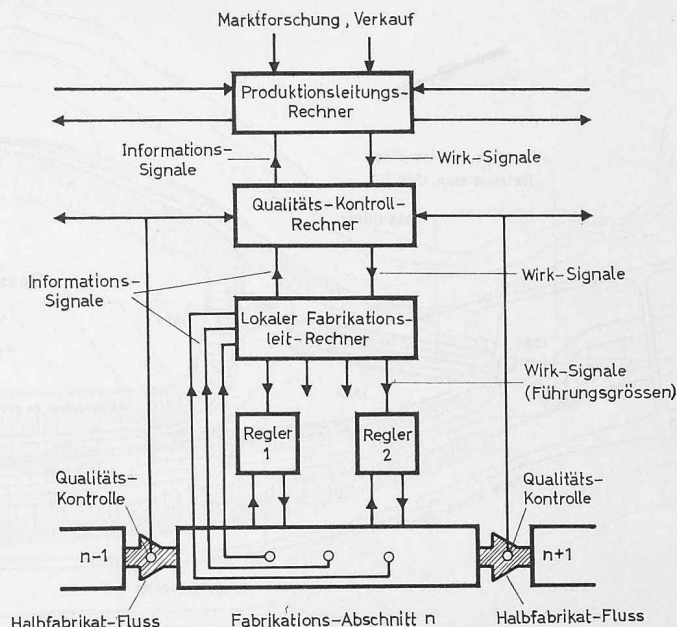 Marktforschung, Verkauf
Produktionsleitungs-
Rechner
Informations-
Signale
Wirk-Signale
Qualitäts-Kontroll-
Rechner
Informations-
Signale
Wirk-Signale
Lokaler Fabrikations-
leit-Rechner
Wirk-Signale
(Führungsgrössen)
Regler
1
Regler
2
Qualitäts-
Kontrolle
Qualitäts-
Kontrolle
n-1
n+1
Halbfabrikat-Fluss
Fabrikations-Abschnitt n
Halbfabrikat-Fluss